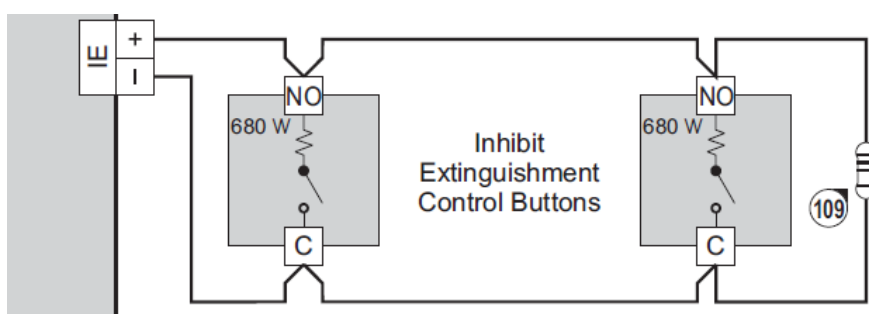 IE
+
–
NO
680 W
C
Inhibit
Extinguishment
Control Buttons
NO
680 W
C
109